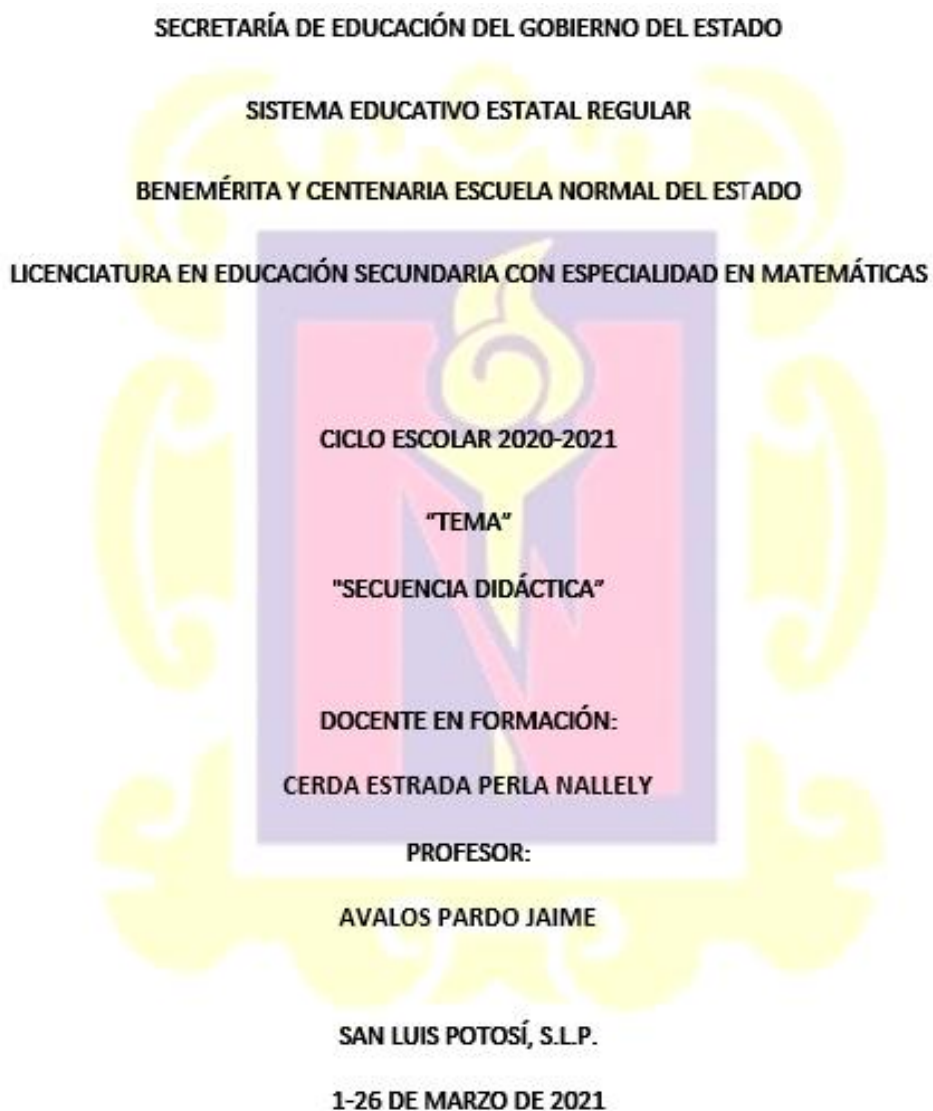 SECRETARÍA DE EDUCACIÓN DEL GOBIERNO DEL ESTADO
SISTEMA EDUCATIVO ESTATAL REGULAR
BENEMÉRITA Y CENTENARIA ESCUELA NORMAL DEL ESTADO
LICENCIATURA EN EDUCACIÓN SECUNDARIA CON ESPECIALIDAD EN MATEMÁTICAS
CICLO ESCOLAR 2020-2021
“TEMA”
"SECUENCIA DIDÁCTICA”
DOCENTE EN FORMACIÓN:
CERDA ESTRADA PERLA NALLELY
PROFESOR:
AVALOS PARDO JAIME
SAN LUIS POTOSÍ, S.L.P.
1-26 DE MARZO DE 2021